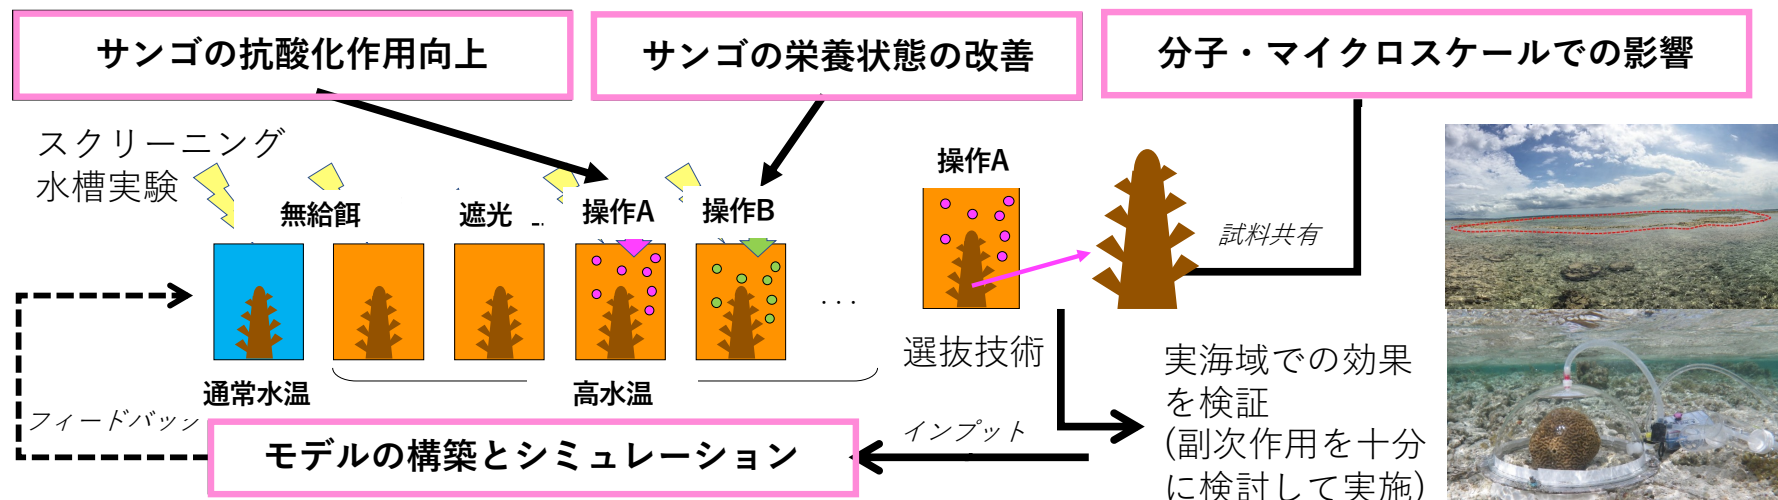 サンゴの抗酸化作用向上
サンゴの栄養状態の改善
分子・マイクロスケールでの影響
スクリーニング
水槽実験
無給餌
遮光
操作A
操作B
操作A
試料共有
...
選抜技術
通常水温
高水温
実海域での効果
を検証
(副次作用を十分
に検討して実施)
フィードバック
インプット
モデルの構築とシミュレーション